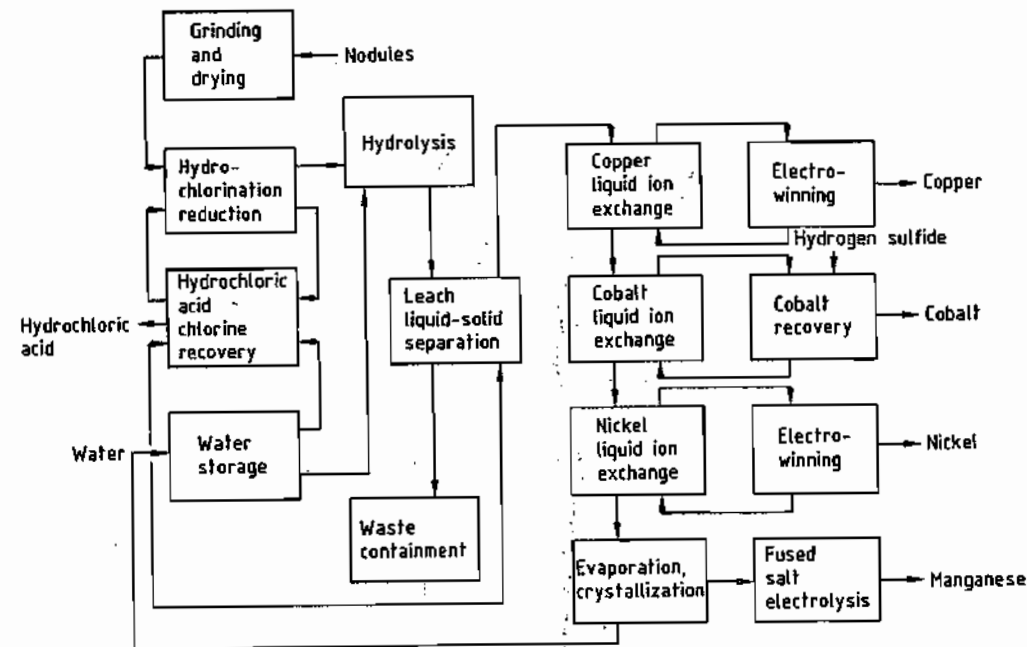 Grinding
and
drying
Nodules
Hydrolysis
Hydro-
chlorination
reduction
Hydrochloric
acid
chlorine
recovery
Hydrochloric
acid
Water
Water
storage
Leach
liquid-solid
separation
Waste
containment
Copper
liquid ion
exchange
Electro-
winning
Copper
Hydrogen sulfide
Cobalt
liquid ion
exchange
Cobalt
recovery
Cobalt
Nickel
liquid ion
exchange
Electro-
winning
Nickel
Evaporation,
crystallization
Fused
salt
electrolysis
Manganese